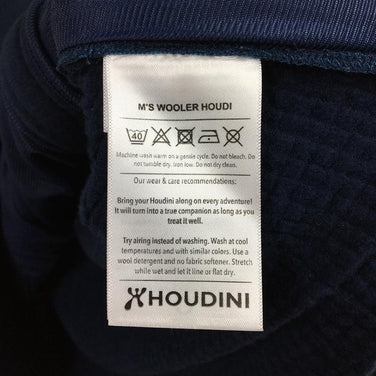 M'S WOOLER HOUDI
40
Machine wash warm on a gentle cycle. Do not bleach. Do
not tumble dry. Iron low. Do not dry clean.
Our wear & care recommendations:
Bring your Houdini along on every adventure!
It will turn into a true companion as long as you
treat it well.
Try airing instead of washing. Wash at cool
temperatures and with similar colors. Use a
wool detergent and no fabric softener. Stretch
while wet and let it line or flat dry.
HOUDINI